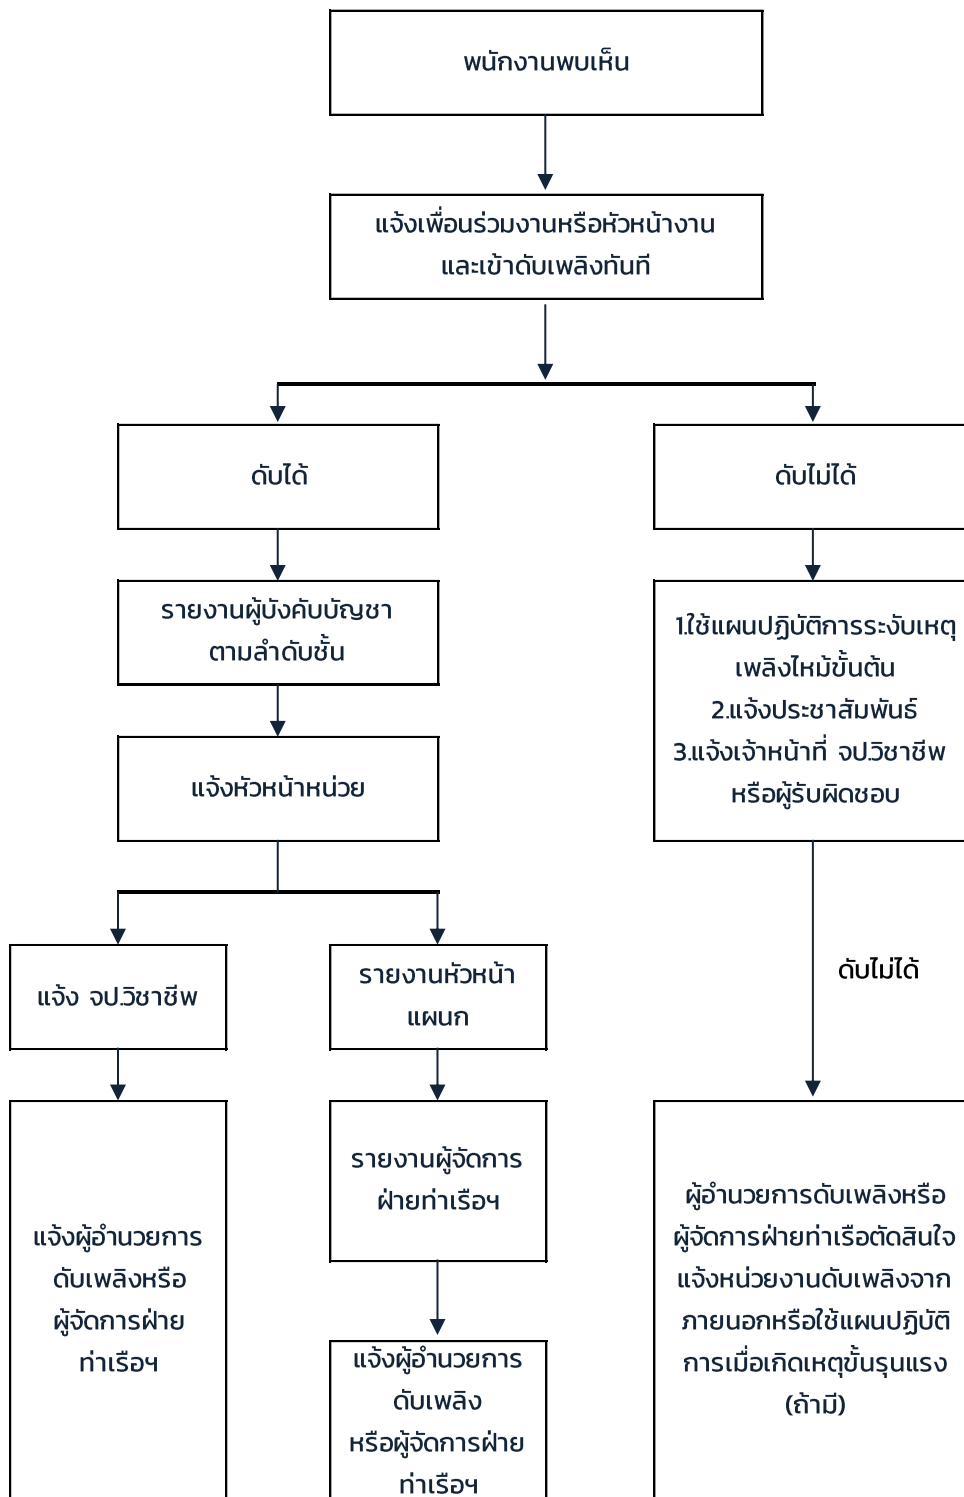 พนักงานพบเห็น
แจ้งเพื่อนร่วมงานหรือหัวหน้างาน
และเข้าดับเพลิงทันที
ดับได้
ดับไม่ได้
รายงานผู้บังคับบัญชา
ตามลำดับชั้น
1.ใช้แผนปฏิบัติการระงับเหตุ
เพลิงไหม้ขั้นต้น
2.แจ้งประชาสัมพันธ์
3.แจ้งเจ้าหน้าที่ จป.วิชาชีพ
หรือผู้รับผิดชอบ
แจ้งหัวหน้าหน่วย
แจ้ง จป.วิชาชีพ
รายงานหัวหน้า
แผนก
ดับไม่ได้
แจ้งผู้อำนวยการ
ดับเพลิงหรือ
ผู้จัดการฝ่าย
ท่าเรือฯ
รายงานผู้จัดการ
ฝ่ายท่าเรือฯ
แจ้งผู้อำนวยการ
ดับเพลิง
หรือผู้จัดการฝ่าย
ท่าเรือฯ
ผู้อำนวยการดับเพลิงหรือ
ผู้จัดการฝ่ายท่าเรือตัดสินใจ
แจ้งหน่วยงานดับเพลิงจาก
ภายนอกหรือใช้แผนปฏิบัติ
การเมื่อเกิดเหตุขั้นรุนแรง
(ถ้ามี)